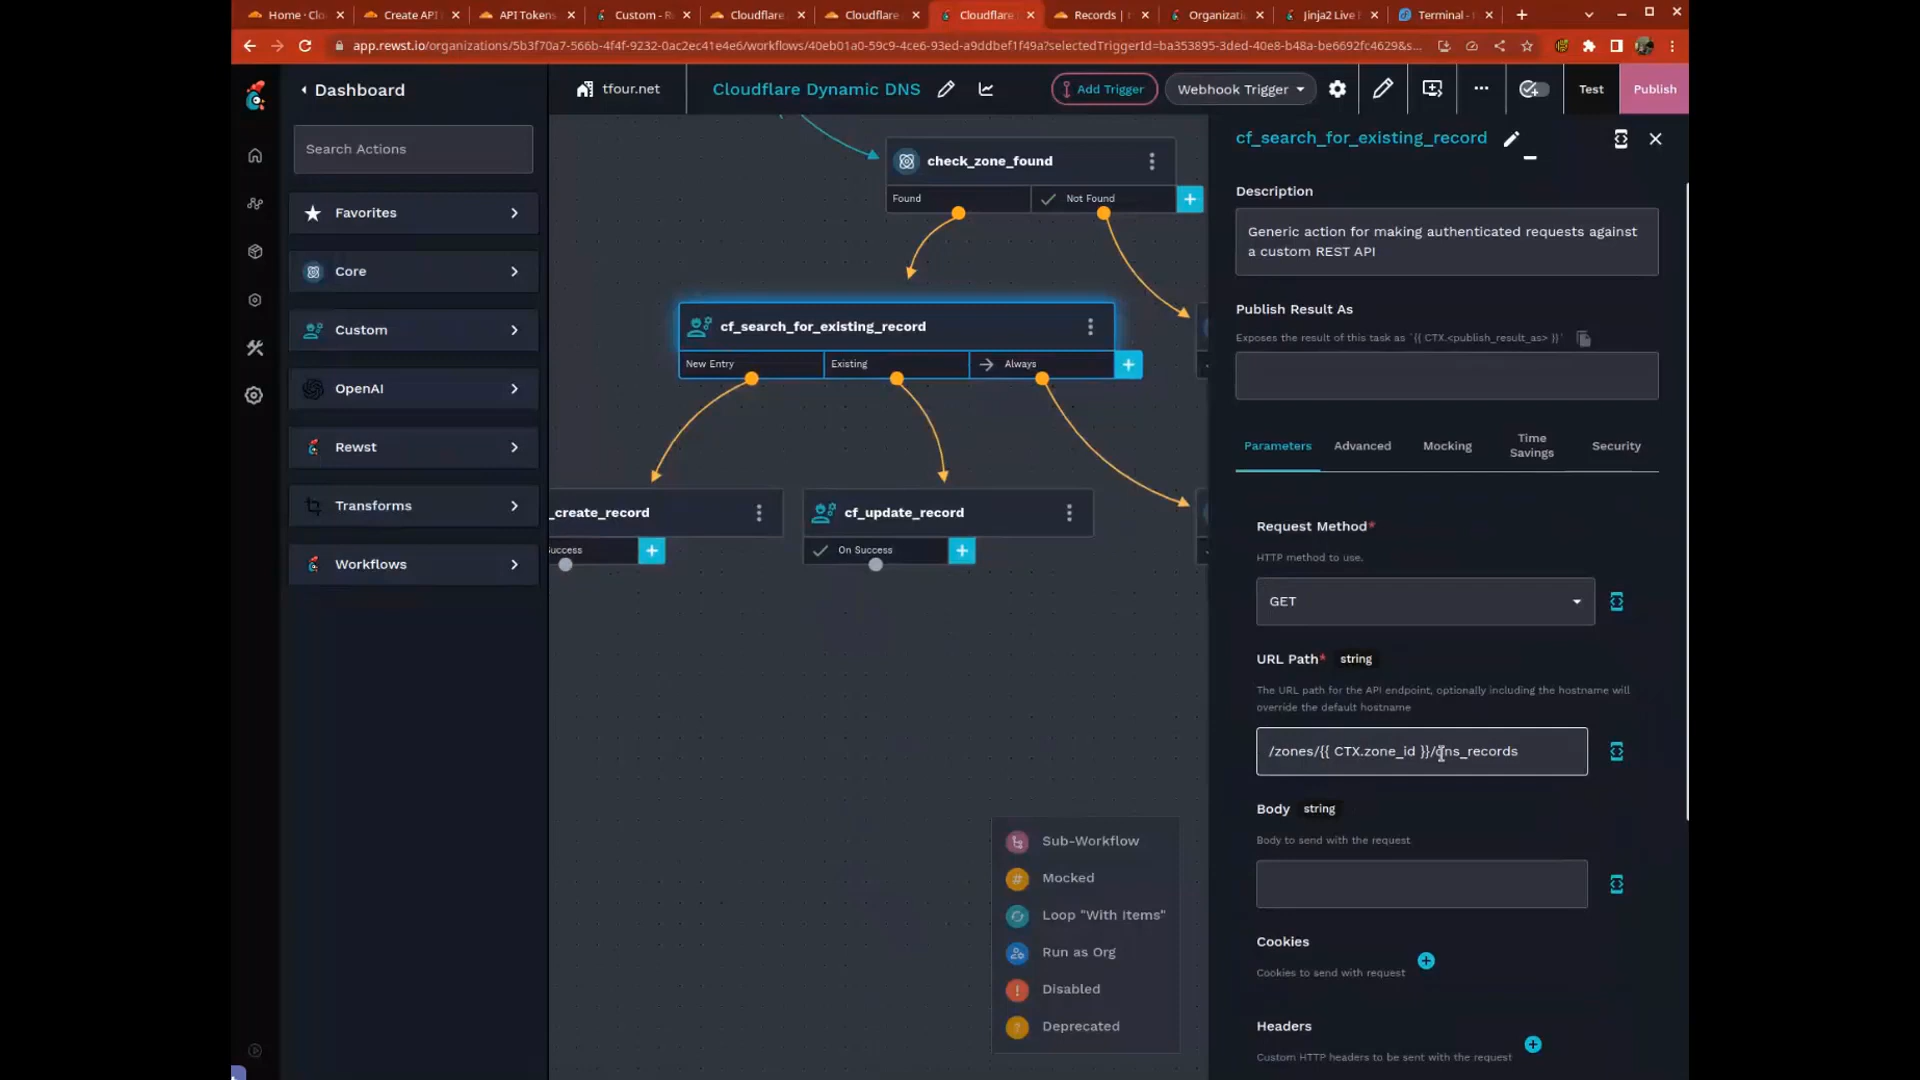 Home · Clo
Create API
API Tokens
Custom - R
Cloudflare
Cloudflare
Cloudflare
Records |
Organizati
Jinja2 Live
Terminal -
app.rewst.io/organizations/5b3f70a7-566b-4f4f-9232-0ac2ec41e4e6/workflows/40eb01a0-59c9-4ce6-93ed-a9ddbef1f49a?selectedTriggerId=ba353895-3ded-40e8-b48a-be6692fc4629&s...
Dashboard
tfour.net
Cloudflare Dynamic DNS
Add Trigger
Webhook Trigger
Test
Publish
Search Actions
Favorites
Core
Custom
OpenAI
Rewst
Transforms
Workflows
check_zone_found
Found
Not Found
cf_search_for_existing_record
New Entry
Existing
Always
_create_record
uccess
cf_update_record
On Success
Sub-Workflow
Mocked
Loop "With Items"
Run as Org
Disabled
Deprecated
cf_search_for_existing_record
Description
Generic action for making authenticated requests against
a custom REST API
Publish Result As
Exposes the result of this task as `{{ CTX.<publish_result_as> }}`
Parameters
Advanced
Mocking
Time
Savings
Security
Request Method*
HTTP method to use.
GET
URL Path* string
The URL path for the API endpoint, optionally including the hostname will
override the default hostname
/zones/{{ CTX.zone_id }}/dns_records
Body string
Body to send with the request
Cookies
Cookies to send with request
Headers
Custom HTTP headers to be sent with the request